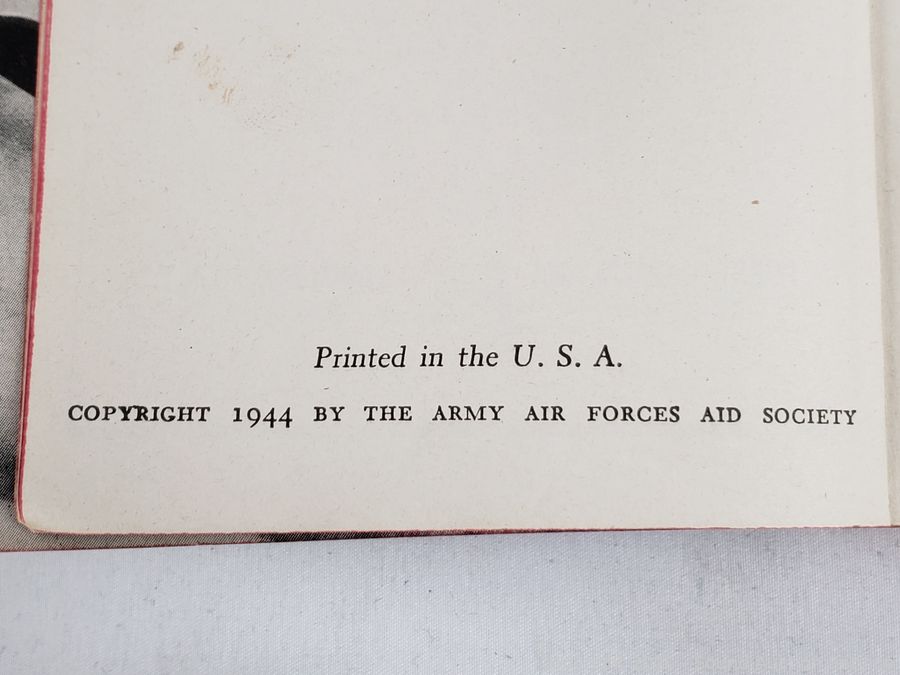 Printed in the U. S. A.
COPYRIGHT 1944 BY THE ARMY AIR FORCES AID SOCIETY